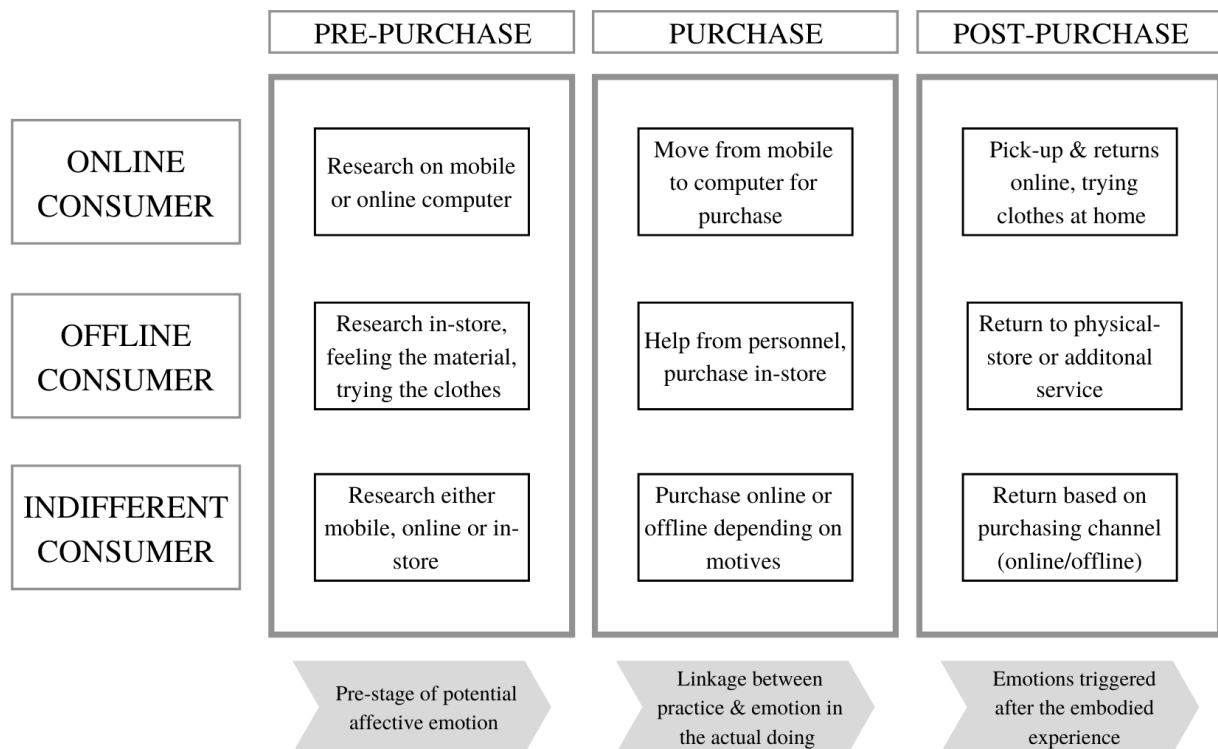 PRE-PURCHASE
PURCHASE
POST-PURCHASE
ONLINE
CONSUMER
Research on mobile
or online computer
Move from mobile
to computer for
purchase
Pick-up & returns
online, trying
clothes at home
OFFLINE
CONSUMER
Research in-store,
feeling the material,
trying the clothes
Help from personnel,
purchase in-store
Return to physical-
store or additonal
service
INDIFFERENT
CONSUMER
Research either
mobile, online or in-
store
Purchase online or
offline depending on
motives
Return based on
purchasing channel
(online/offline)
Pre-stage of potential
affective emotion
Linkage between
practice & emotion in
the actual doing
Emotions triggered
after the embodied
experience